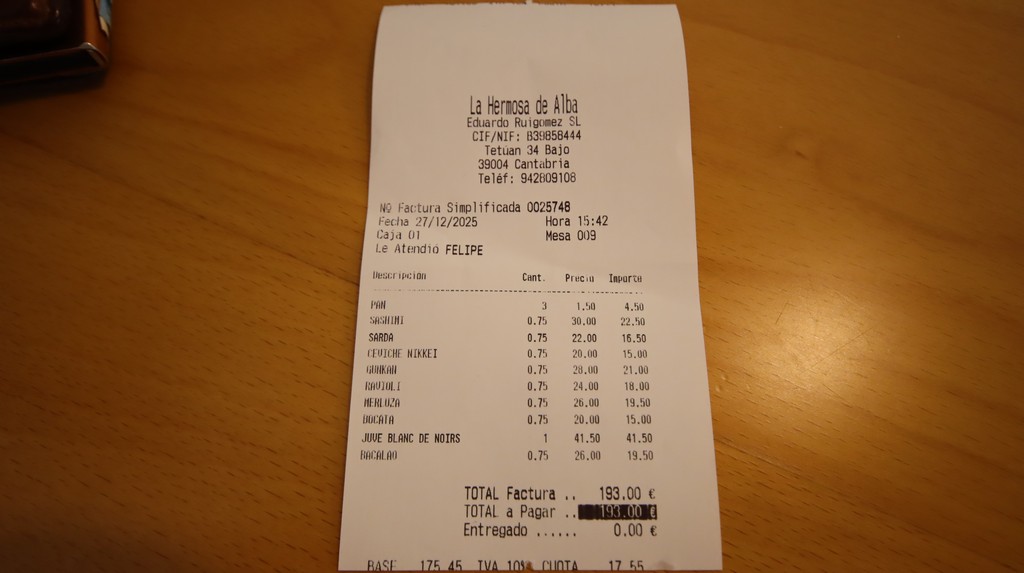 La Hermosa de Alba
Eduardo Ruigomez SL
CIF/NIF: B39858444
Tetuan 34 Bajo
39004 Cantabria
Teléf: 942809108
Nº Factura Simplificada 0025748
Fecha 27/12/2025 Hora 15:42
Caja 01 Mesa 009
Le Atendió FELIPE
Descripción Cant. Precio Importe
PAN 3 1.50 4.50
SASHIMI 0.75 30.00 22.50
SARDA 0.75 22.00 16.50
CEVICHE NIKKEI 0.75 20.00 15.00
GUNKAN 0.75 28.00 21.00
RAVIOLI 0.75 24.00 18.00
MERLUZA 0.75 26.00 19.50
BOCATA 0.75 20.00 15.00
JUVE BLANC DE NOIRS 1 41.50 41.50
BACALAO 0.75 26.00 19.50
TOTAL Factura .. 193.00 €
TOTAL a Pagar .. 193.00 €
Entregado ...... 0.00 €
BASE 175.45 IVA 10% CUOTA 17.55